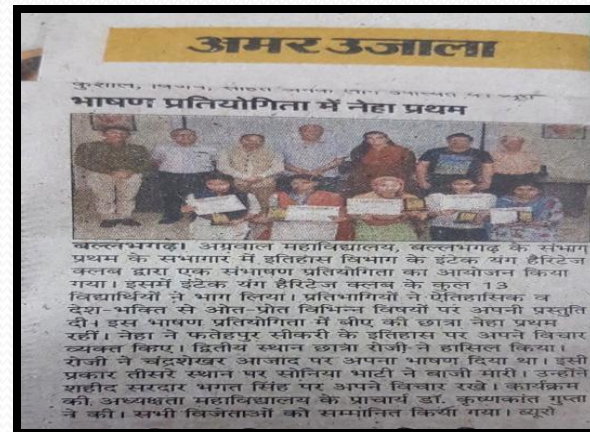 अमर उजाला
भाषण प्रतियोगिता में नेहा प्रथम
बल्लभगढ़। अग्रवाल महाविद्यालय, बल्लभगढ़ के संभाग
प्रथम के सभागार में इतिहास विभाग के इंटेक यंग हैरिटेज
क्लब द्वारा एक संभाषण प्रतियोगिता का आयोजन किया
गया। इसमें इंटेक यंग हैरिटेज क्लब के कुल 13
विद्यार्थियों ने भाग लिया। प्रतिभागियों ने ऐतिहासिक व
देश-भक्ति से ओत-प्रोत विभिन्न विषयों पर अपनी प्रस्तुति
दी। इस भाषण प्रतियोगिता में बीए की छात्रा नेहा प्रथम
रहीं। नेहा ने फतेहपुर सीकरी के इतिहास पर अपने विचार
व्यक्त किए। द्वितीय स्थान छात्रा रोजी ने हासिल किया।
रोजी ने चंद्रशेखर आजाद पर अपना भाषण दिया था। इसी
प्रकार तीसरे स्थान पर सोनिया भाटी ने बाजी मारी। उन्होंने
शहीद सरदार भगत सिंह पर अपने विचार रखे। कार्यक्रम
की अध्यक्षता महाविद्यालय के प्राचार्य डॉ. कृष्णकांत गुप्ता
ने की। सभी विजेताओं को सम्मानित किया गया। ब्यूरो